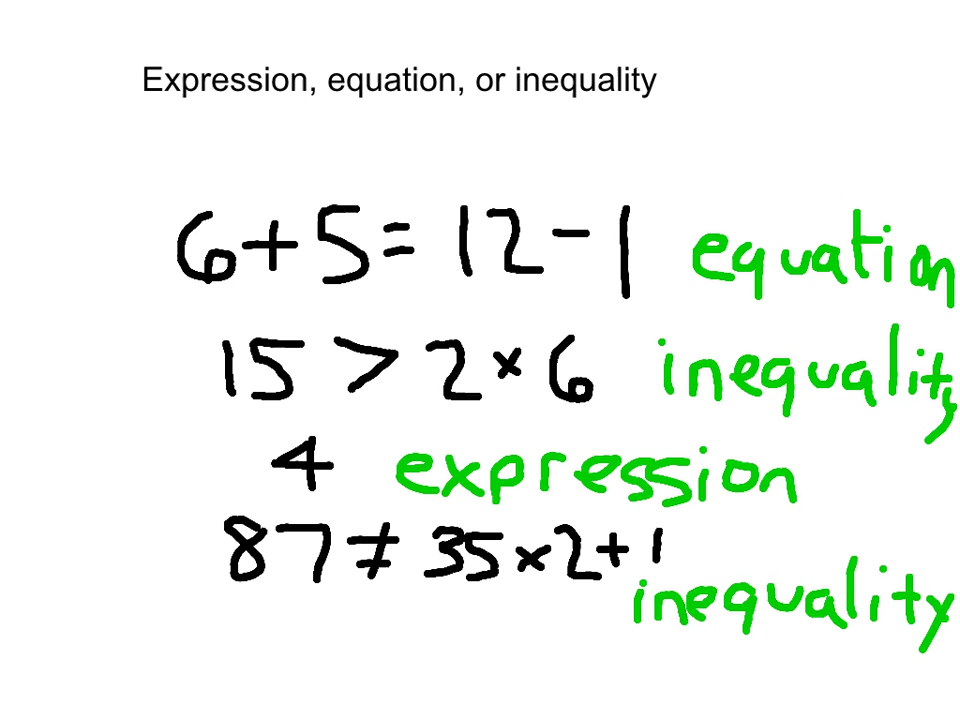 Expression, equation, or inequality
6+5=12-1 equation
15 > 2×6 inequality
4 expression
87≠35×2+1
inequality